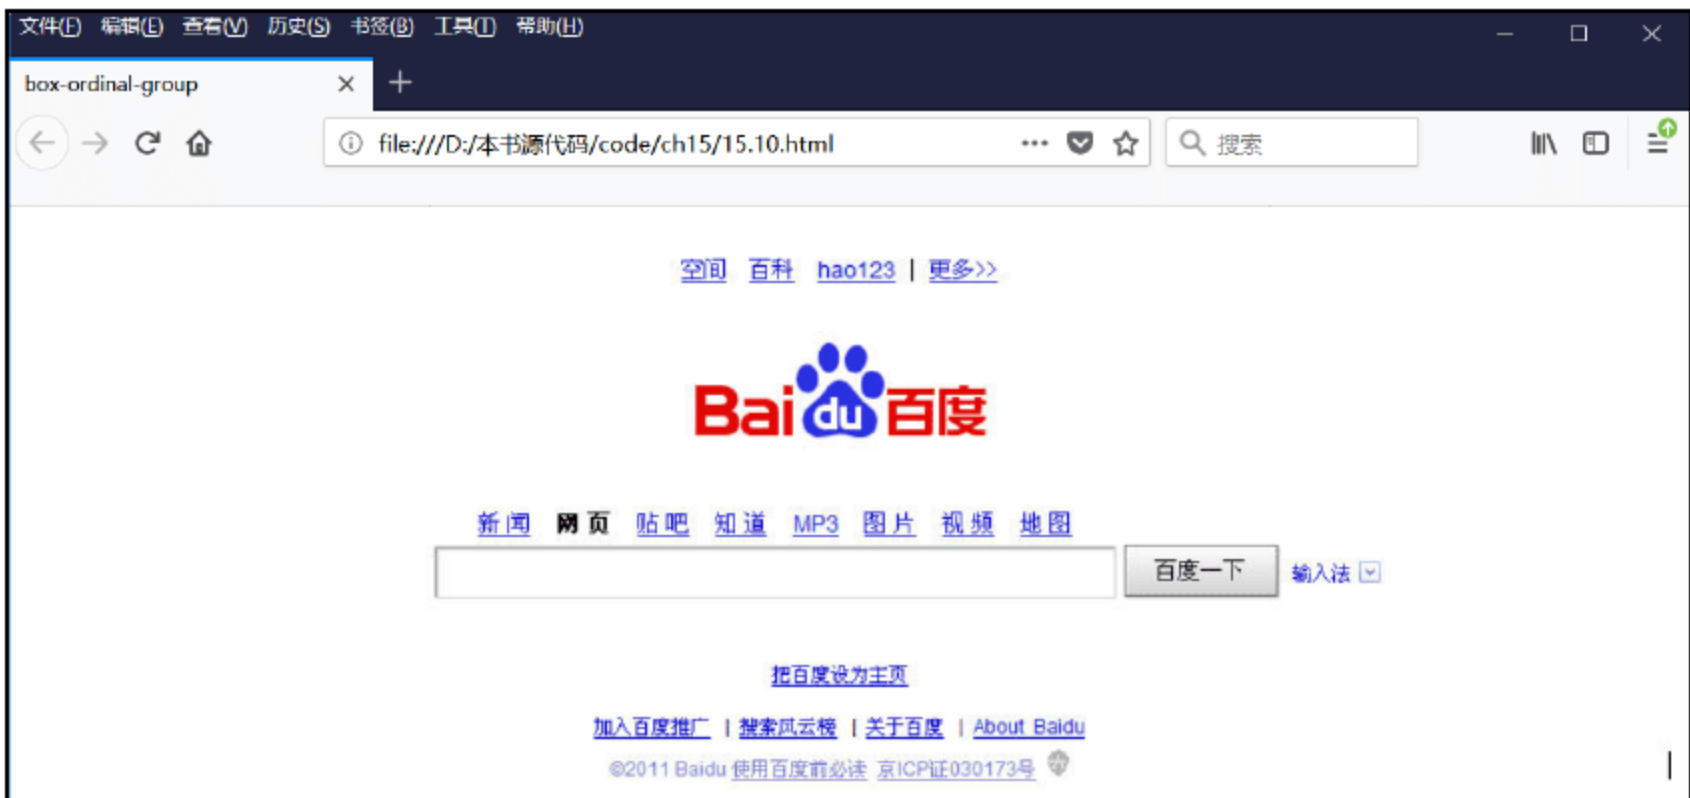 文件(F) 编辑(E) 查看(V) 历史(S) 书签(B) 工具(T) 帮助(H)
box-ordinal-group
file:///D:/本书源代码/code/ch15/15.10.html 搜索
空间 百科 hao123 | 更多>>
Bai du 百度
新闻 网页 贴吧 知道 MP3 图片 视频 地图
百度一下 输入法
把百度设为主页
加入百度推广 | 搜索风云榜 | 关于百度 | About Baidu
©2011 Baidu 使用百度前必读 京ICP证030173号